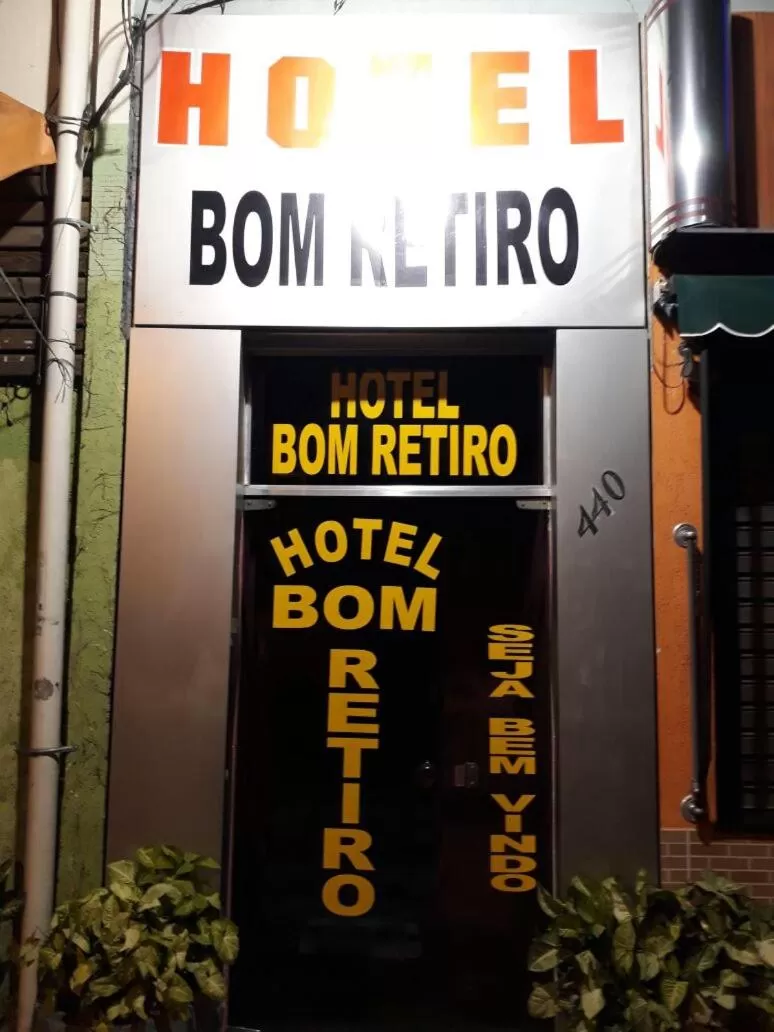 HOTEL
BOM RETIRO
HOTEL
BOM RETIRO
440
HOTEL
BOM
RETIRO
SEJA BEM VINDO